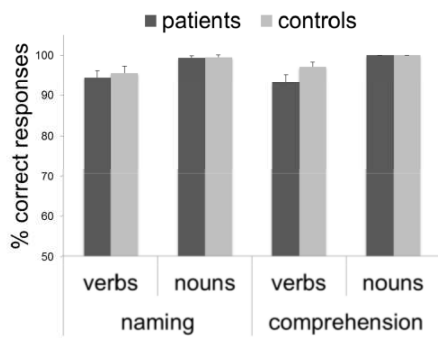 patients controls
% correct responses
100
90
80
70
60
50
verbs nouns verbs nouns
naming comprehension